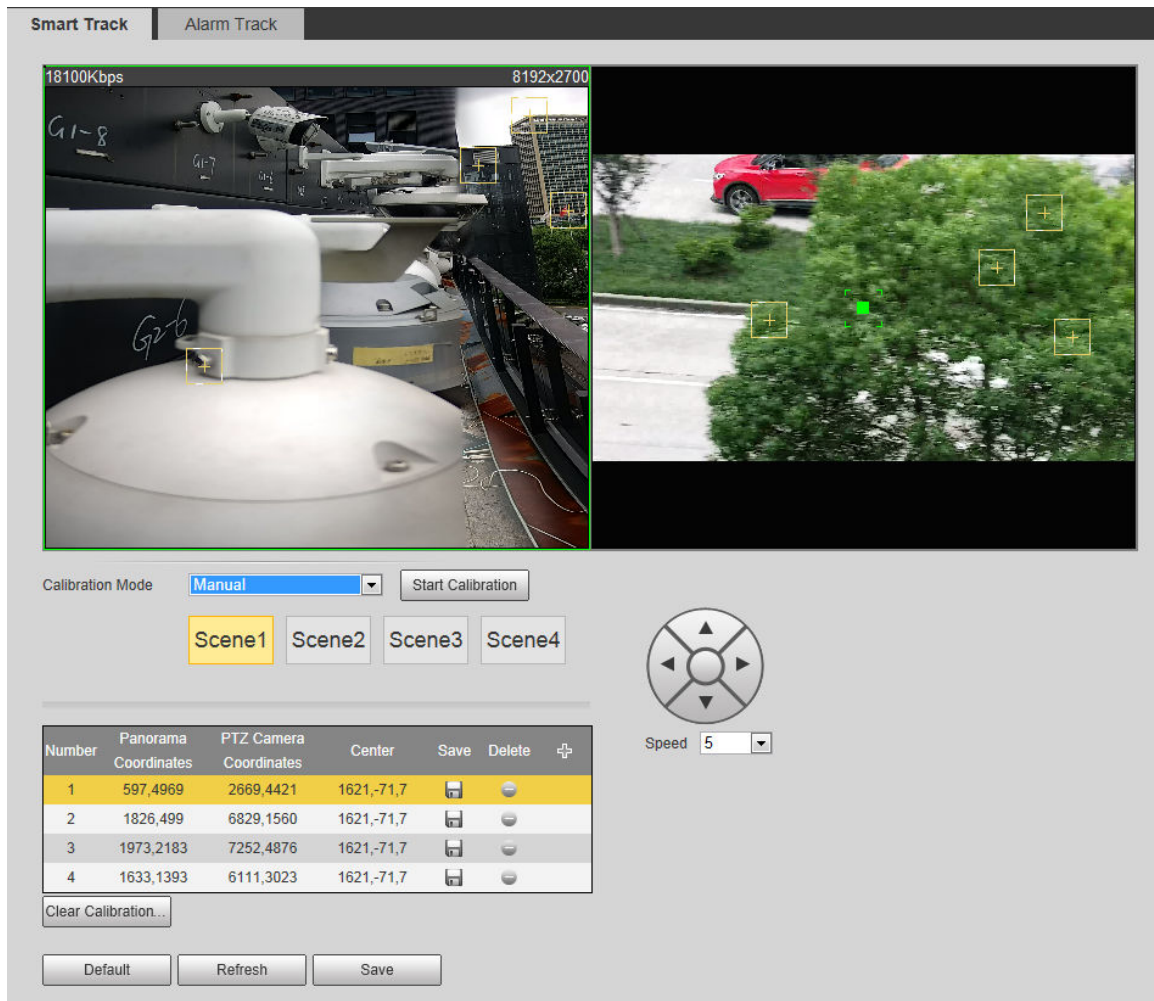 Smart Track Alarm Track
18100Kbps 8192x2700
G1-8
G1-7
G2-6
Calibration Mode Manual Start Calibration
Scene1 Scene2 Scene3 Scene4
Number Panorama Coordinates PTZ Camera Coordinates Center Save Delete
1 597,4969 2669,4421 1621,-71,7
2 1826,499 6829,1560 1621,-71,7
3 1973,2183 7252,4876 1621,-71,7
4 1633,1393 6111,3023 1621,-71,7
Speed 5
Clear Calibration...
Default Refresh Save